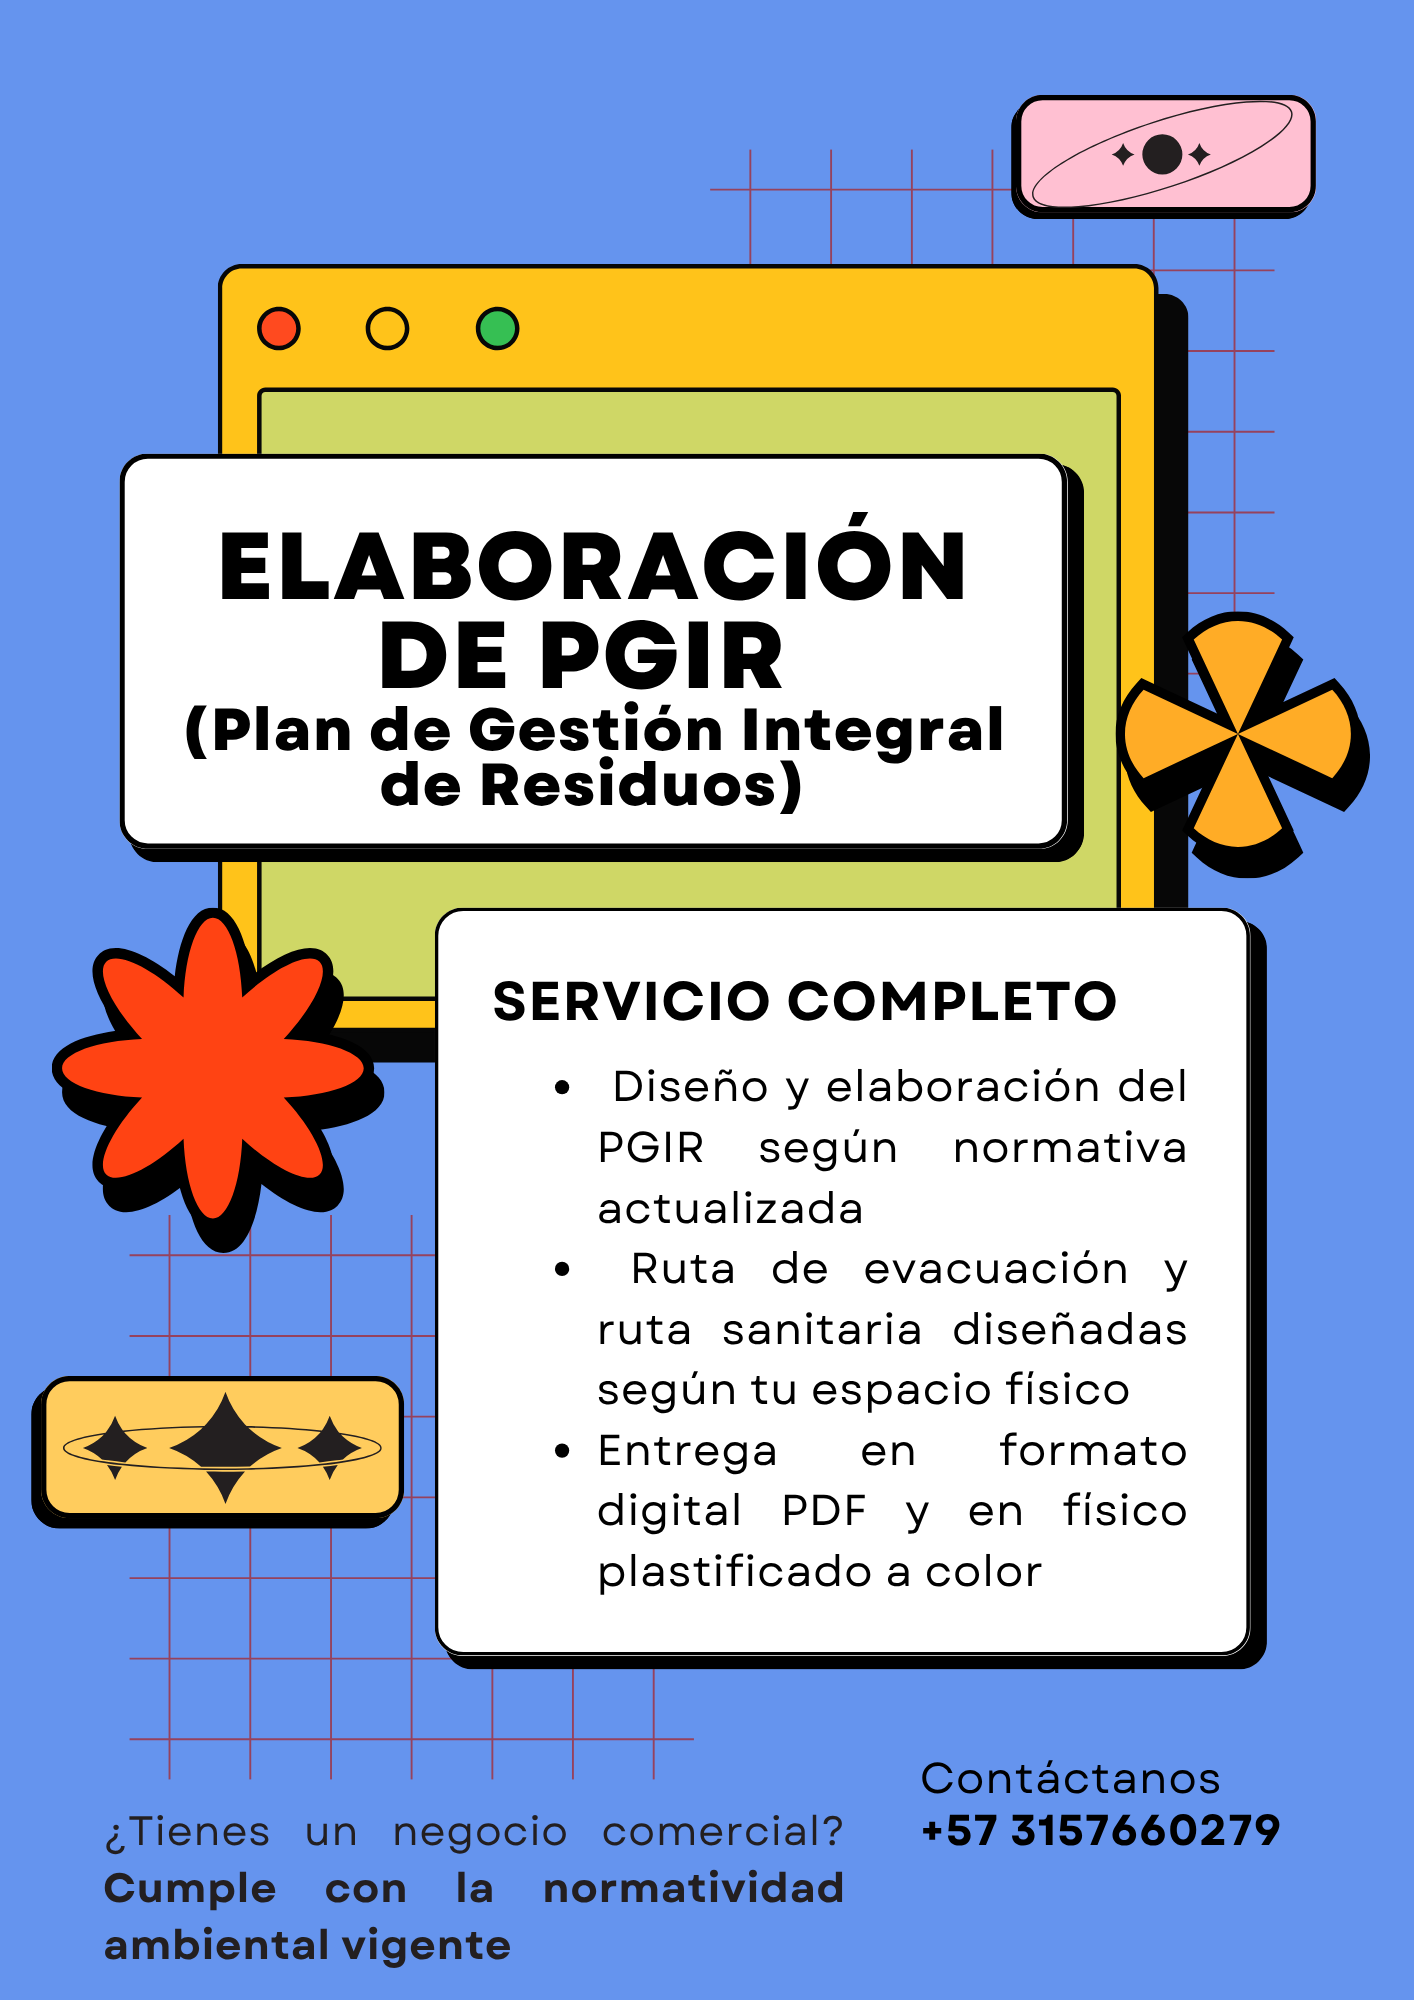 ELABORACIÓN
DE PGIR
(Plan de Gestión Integral
de Residuos)
SERVICIO COMPLETO
• Diseño y elaboración del
PGIR según normativa
actualizada
• Ruta de evacuación y
ruta sanitaria diseñadas
según tu espacio físico
• Entrega en formato
digital PDF y en físico
plastificado a color
¿Tienes un negocio comercial?
Cumple con la normatividad
ambiental vigente
Contáctanos
+57 3157660279